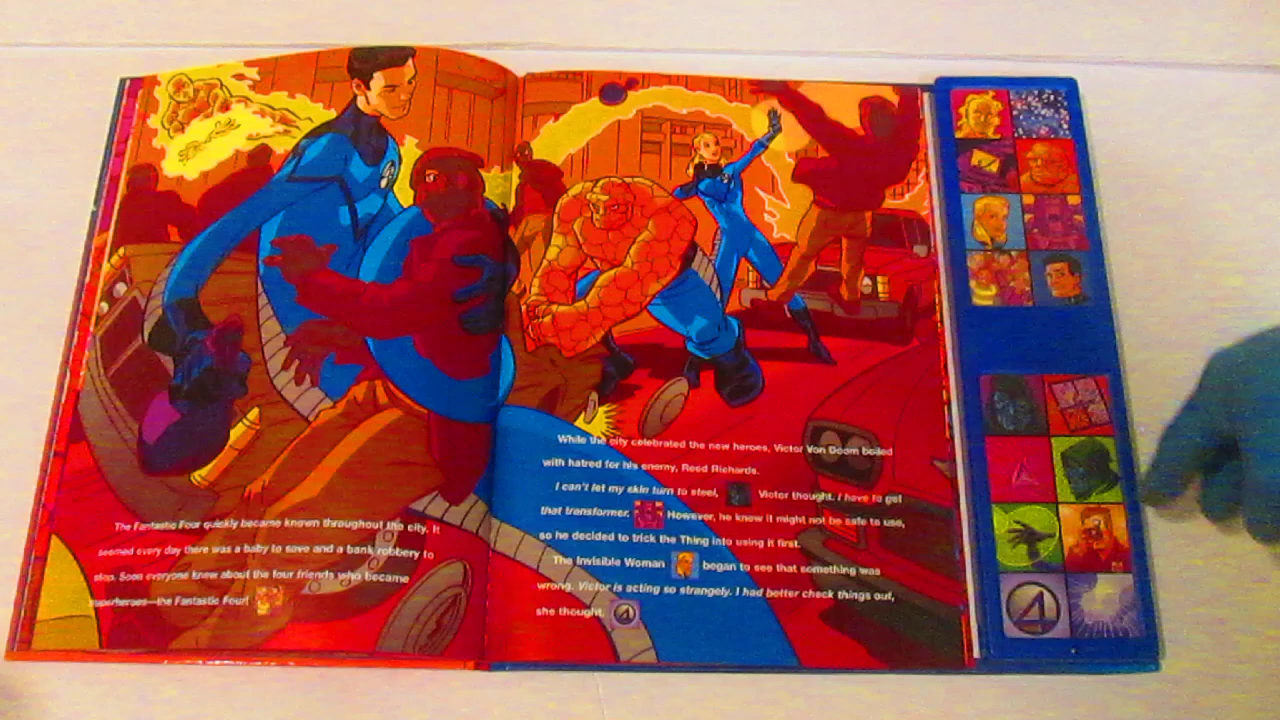 The Fantastic Four quickly became known throughout the city. It
seemed every day there was a baby to save and a bank robbery to
stop. Soon everyone knew about the four friends who became
superheroes—the Fantastic Four!
While the city celebrated the new heroes, Victor Von Doom boiled
with hatred for his enemy, Reed Richards.
I can't let my skin turn to steel, Victor thought. I have to get
that transformer. However, he knew it might not be safe to use,
so he decided to trick the Thing into using it first.
The Invisible Woman began to see that something was
wrong. Victor is acting so strangely. I had better check things out,
she thought.